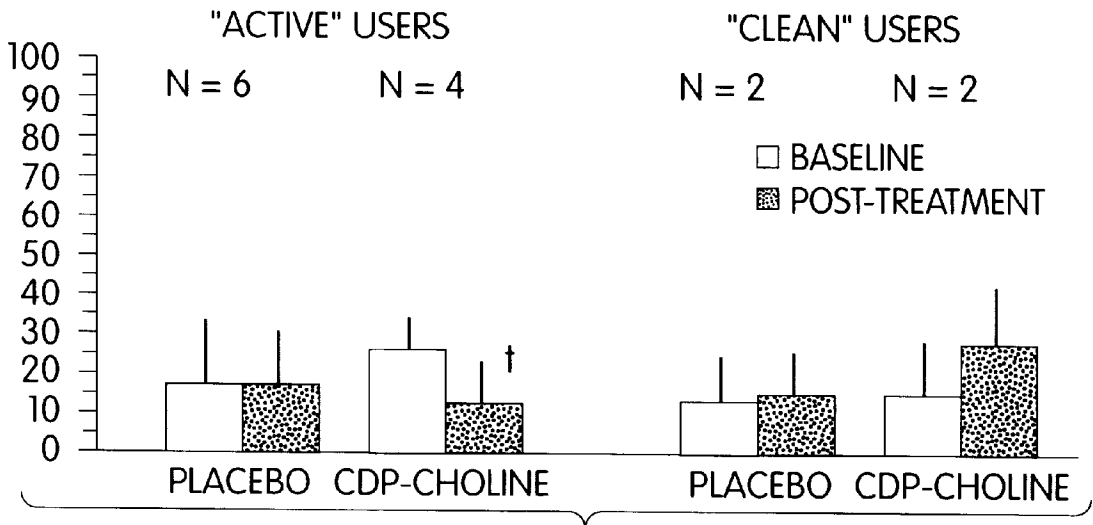 "ACTIVE" USERS "CLEAN" USERS
N = 6 N = 4 N = 2 N = 2
100
90
80
70
60
50
40
30
20
10
0
BASELINE
POST-TREATMENT
†
PLACEBO CDP-CHOLINE PLACEBO CDP-CHOLINE